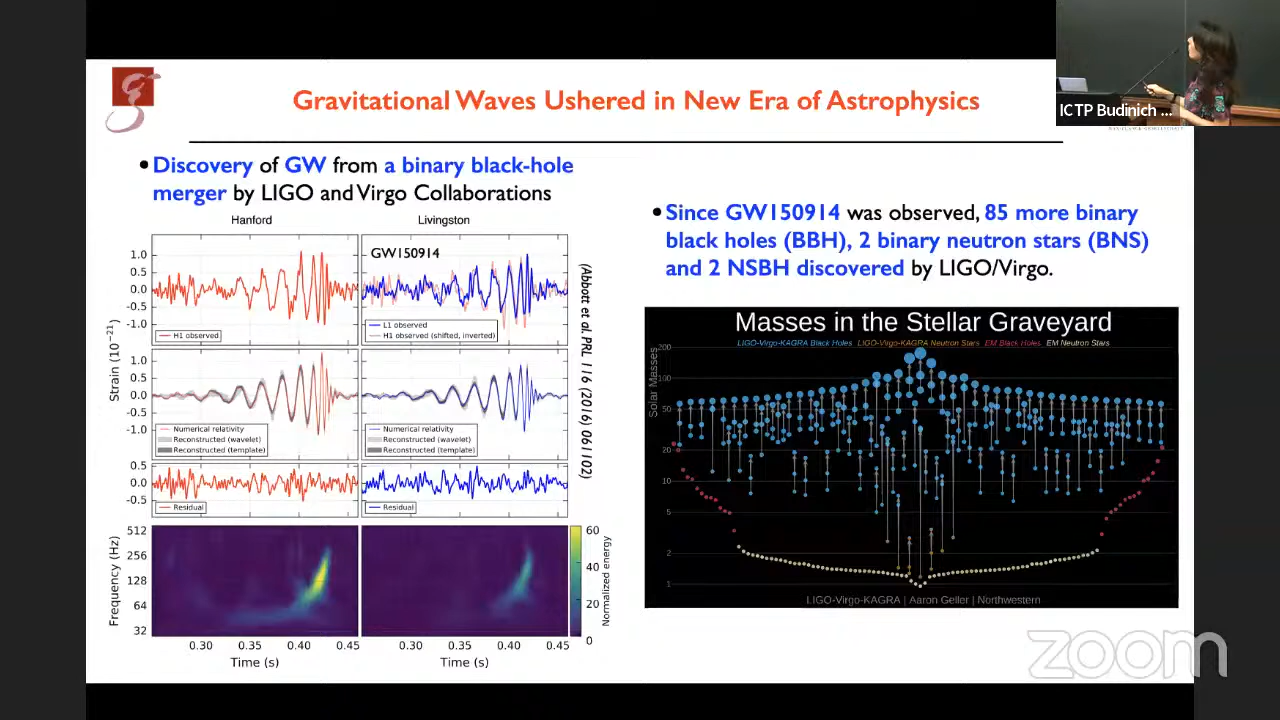 Gravitational Waves Ushered in New Era of Astrophysics
ICTP Budinich ...
•Discovery of GW from a binary black-hole
merger by LIGO and Virgo Collaborations
Hanford
Livingston
GW150914
1.0
0.5
0.0
-0.5
-1.0
H1 observed
L1 observed
H1 observed (shifted, inverted)
Strain (10⁻²¹)
1.0
0.5
0.0
-0.5
-1.0
Numerical relativity
Reconstructed (wavelet)
Reconstructed (template)
Numerical relativity
Reconstructed (wavelet)
Reconstructed (template)
0.5
0.0
-0.5
Residual
Residual
Frequency (Hz)
512
256
128
64
32
0.30
0.35
0.40
0.45
Time (s)
0.30
0.35
0.40
0.45
Time (s)
60
40
20
0
Normalized energy
(Abbott et al. PRL 116 (2016) 061102)
•Since GW150914 was observed, 85 more binary
black holes (BBH), 2 binary neutron stars (BNS)
and 2 NSBH discovered by LIGO/Virgo.
Masses in the Stellar Graveyard
LIGO-Virgo-KAGRA Black Holes LIGO-Virgo-KAGRA Neutron Stars EM Black Holes EM Neutron Stars
Solar Masses
200
100
50
20
10
5
2
1
LIGO-Virgo-KAGRA | Aaron Geller | Northwestern
zoom